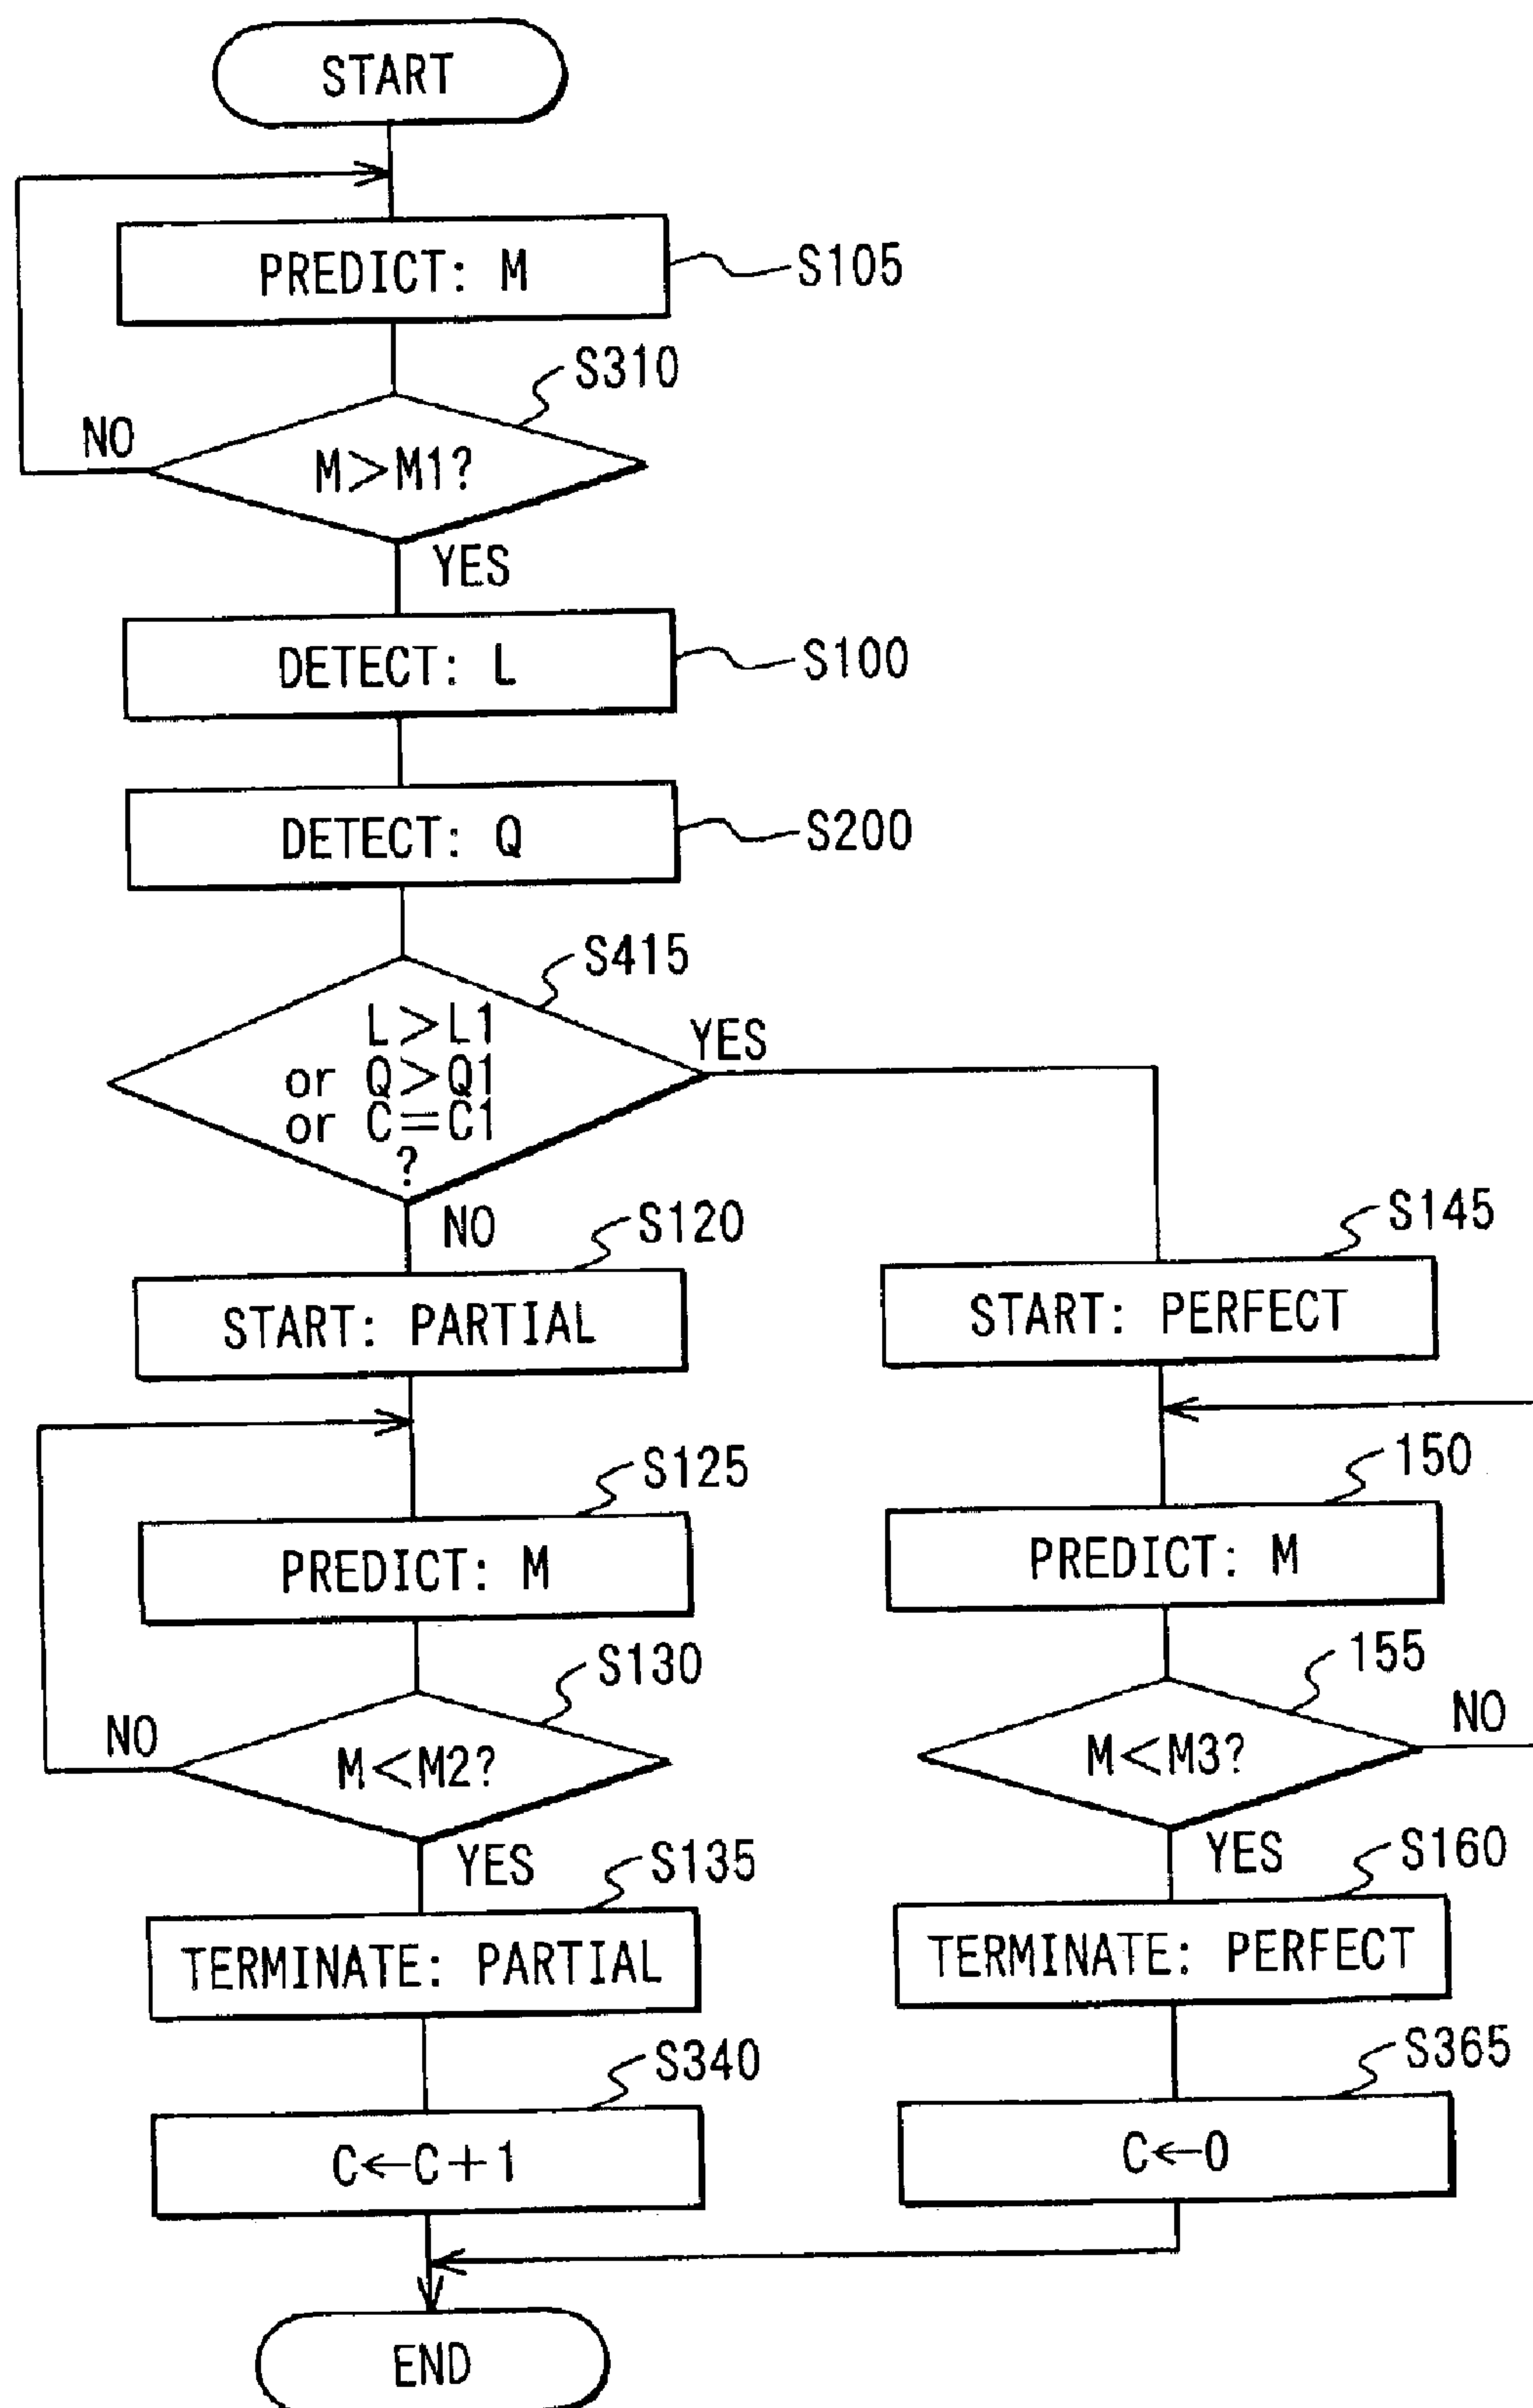 START
PREDICT: M
S105
S310
NO
M>M1?
YES
DETECT: L
S100
DETECT: Q
S200
S415
L>L1
or Q>Q1
or C=C1
?
YES
NO
S120
START: PARTIAL
S125
PREDICT: M
S130
NO
M<M2?
YES
S135
TERMINATE: PARTIAL
S340
C←C+1
S145
START: PERFECT
150
PREDICT: M
155
NO
M<M3?
YES
S160
TERMINATE: PERFECT
S365
C←0
END